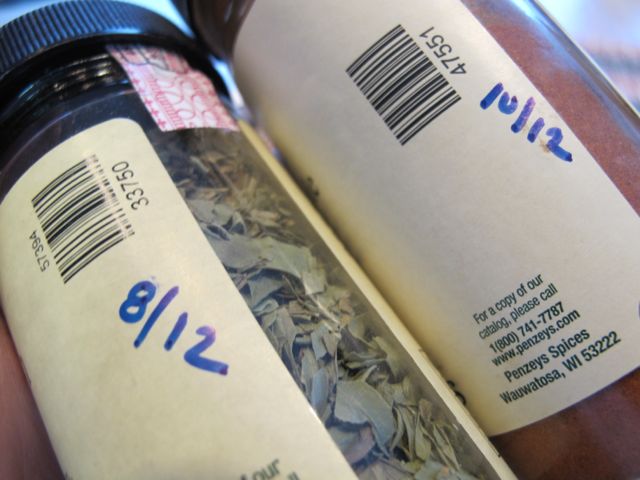 33750
57394
8/12
47551
10/12
For a copy of our
catalog, please call
1(800) 741-7787
www.penzeys.com
Penzeys Spices
Wauwatosa, WI 53222
our